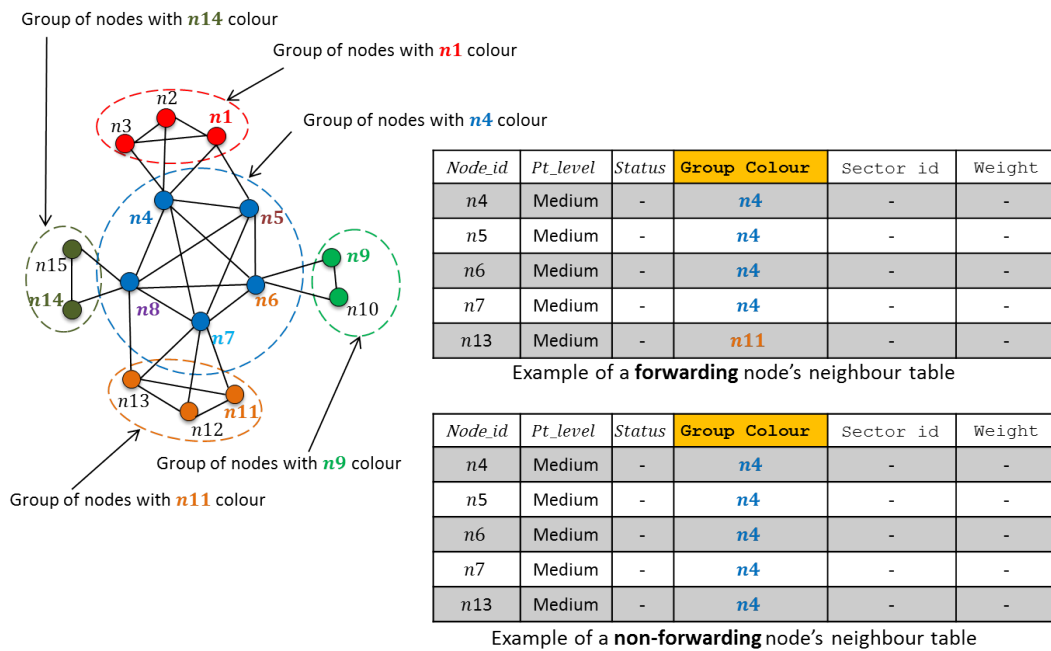 Group of nodes with n14 colour
Group of nodes with n1 colour
n2
n3
n1
Group of nodes with n4 colour
n4
n5
n15
n14
n8
n6
n7
n9
n10
n13
n12
n11
Group of nodes with n9 colour
Group of nodes with n11 colour
Node_id Pt_level Status Group Colour Sector id Weight
n4 Medium - n4 - -
n5 Medium - n4 - -
n6 Medium - n4 - -
n7 Medium - n4 - -
n13 Medium - n11 - -
Example of a forwarding node's neighbour table
Node_id Pt_level Status Group Colour Sector id Weight
n4 Medium - n4 - -
n5 Medium - n4 - -
n6 Medium - n4 - -
n7 Medium - n4 - -
n13 Medium - n4 - -
Example of a non-forwarding node's neighbour table